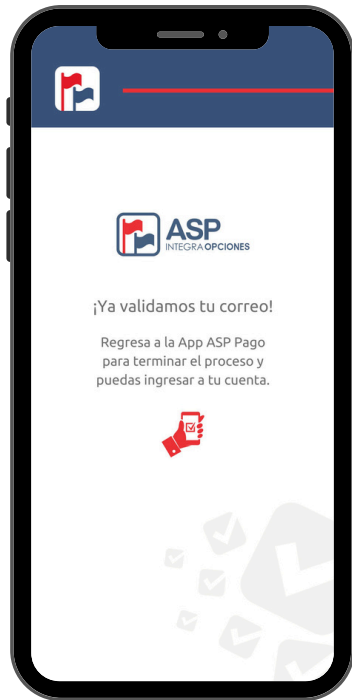 ASP
INTEGRA OPCIONES
¡Ya validamos tu correo!
Regresa a la App ASP Pago
para terminar el proceso y
puedas ingresar a tu cuenta.